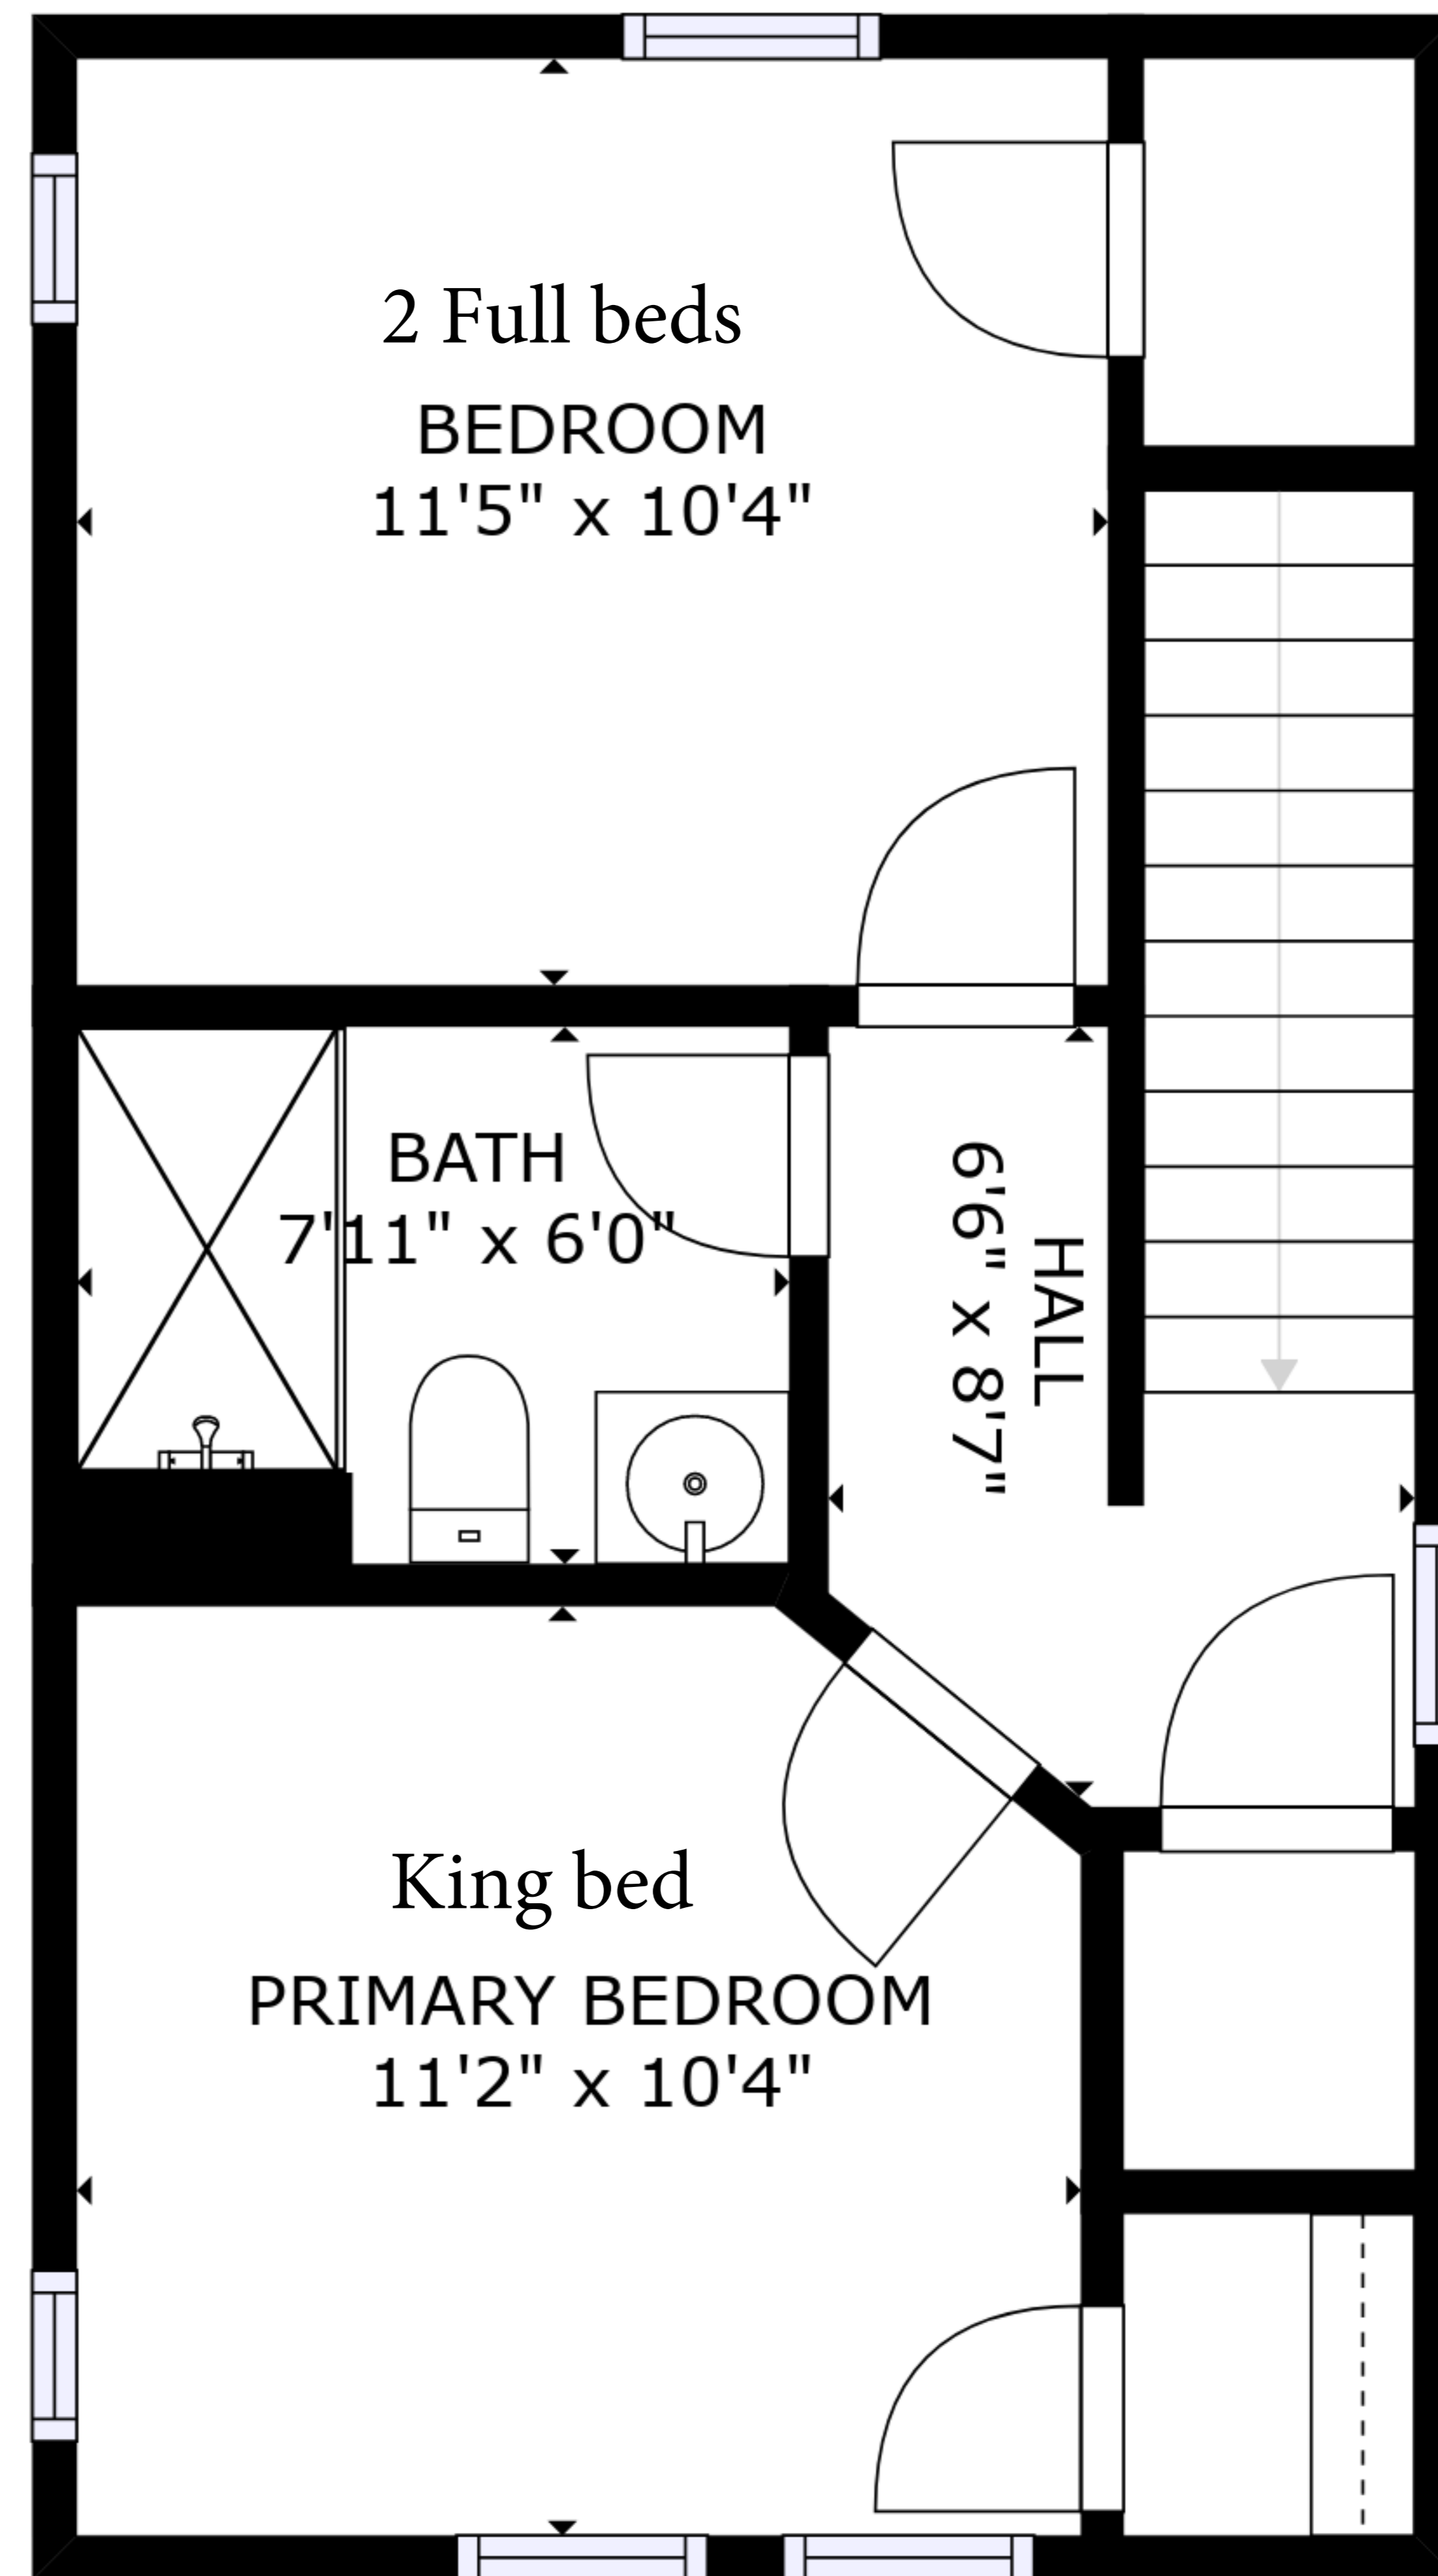 2 Full beds
BEDROOM
11'5" x 10'4"
BATH
7'11" x 6'0"
HALL
6'6" x 8'7"
King bed
PRIMARY BEDROOM
11'2" x 10'4"